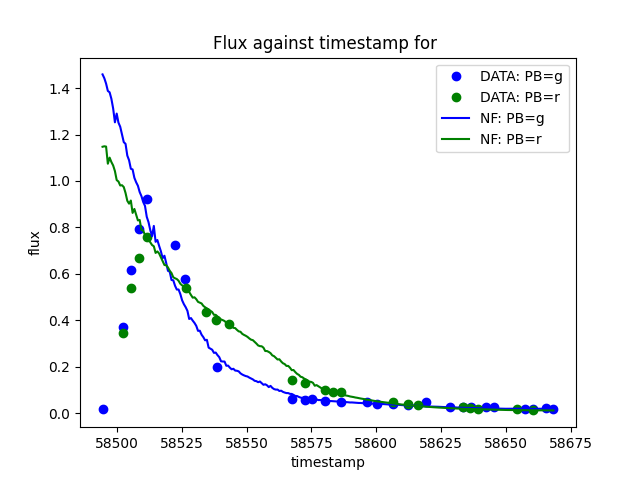 Flux against timestamp for
DATA: PB=g
DATA: PB=r
NF: PB=g
NF: PB=r
flux
1.4
1.2
1.0
0.8
0.6
0.4
0.2
0.0
58500 58525 58550 58575 58600 58625 58650 58675
timestamp